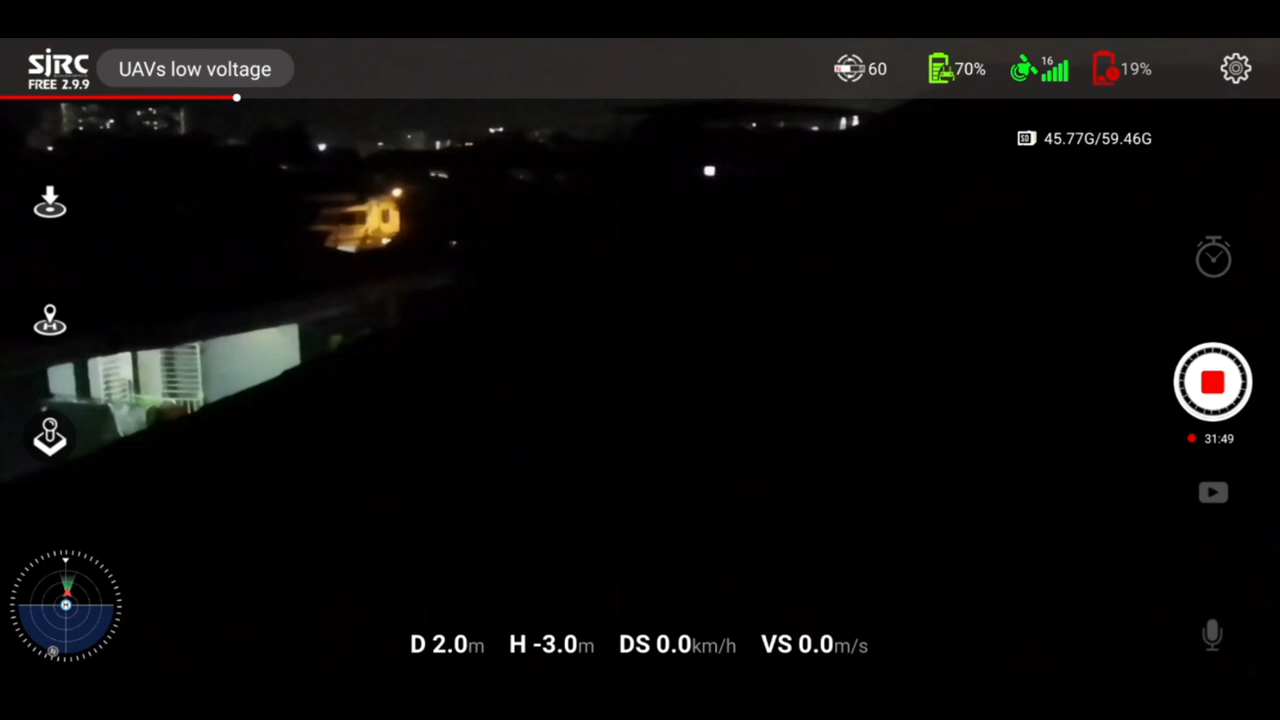 SJRC
FREE 2.9.9
UAVs low voltage
60
70%
16
19%
SD 45.77G/59.46G
31:49
H
N
D 2.0m H -3.0m DS 0.0km/h VS 0.0m/s